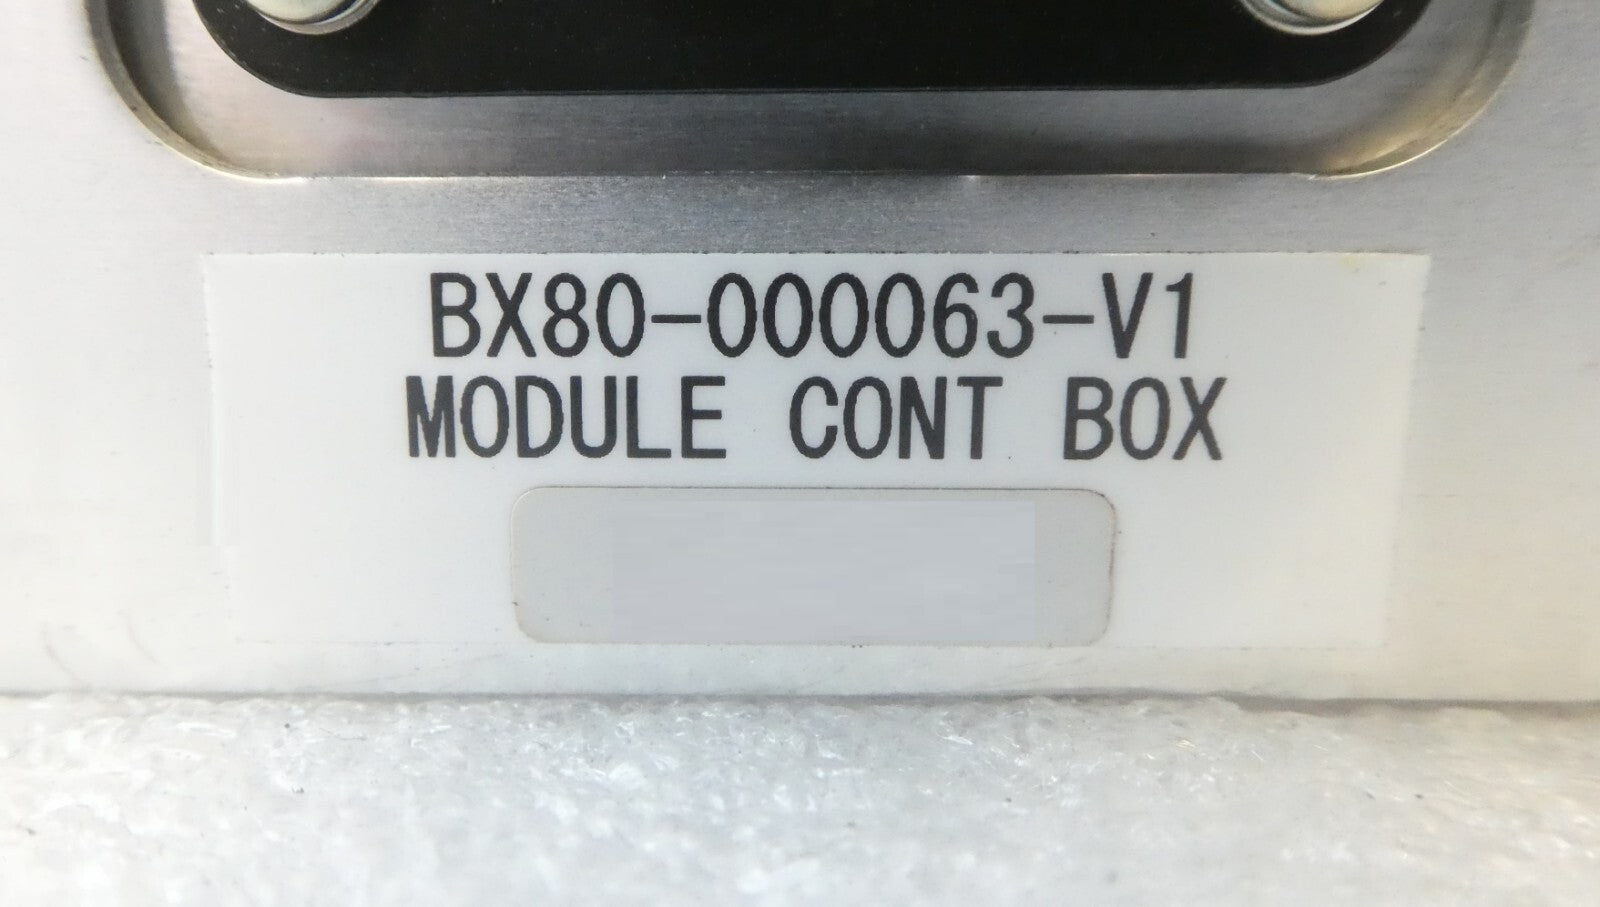 BX80-000063-V1
MODULE CONT BOX